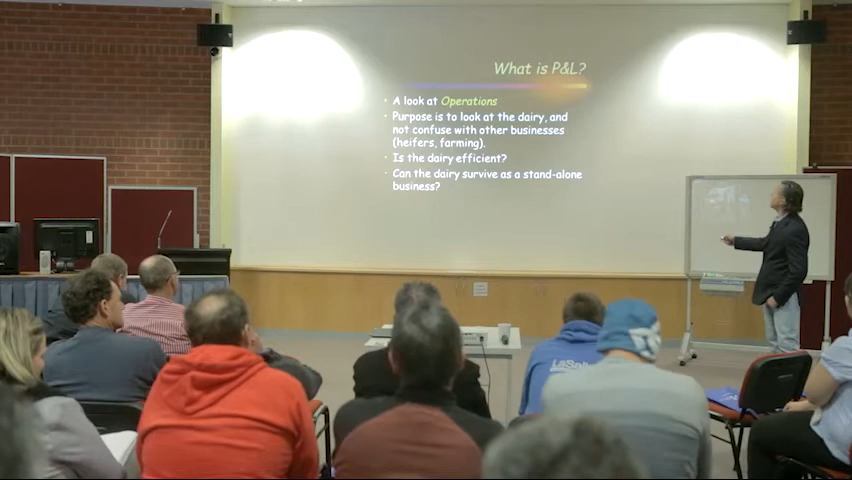 What is P&L?
A look at Operations
Purpose is to look at the dairy, and
not confuse with other businesses
(heifers, farming).
Is the dairy efficient?
Can the dairy survive as a stand-alone
business?